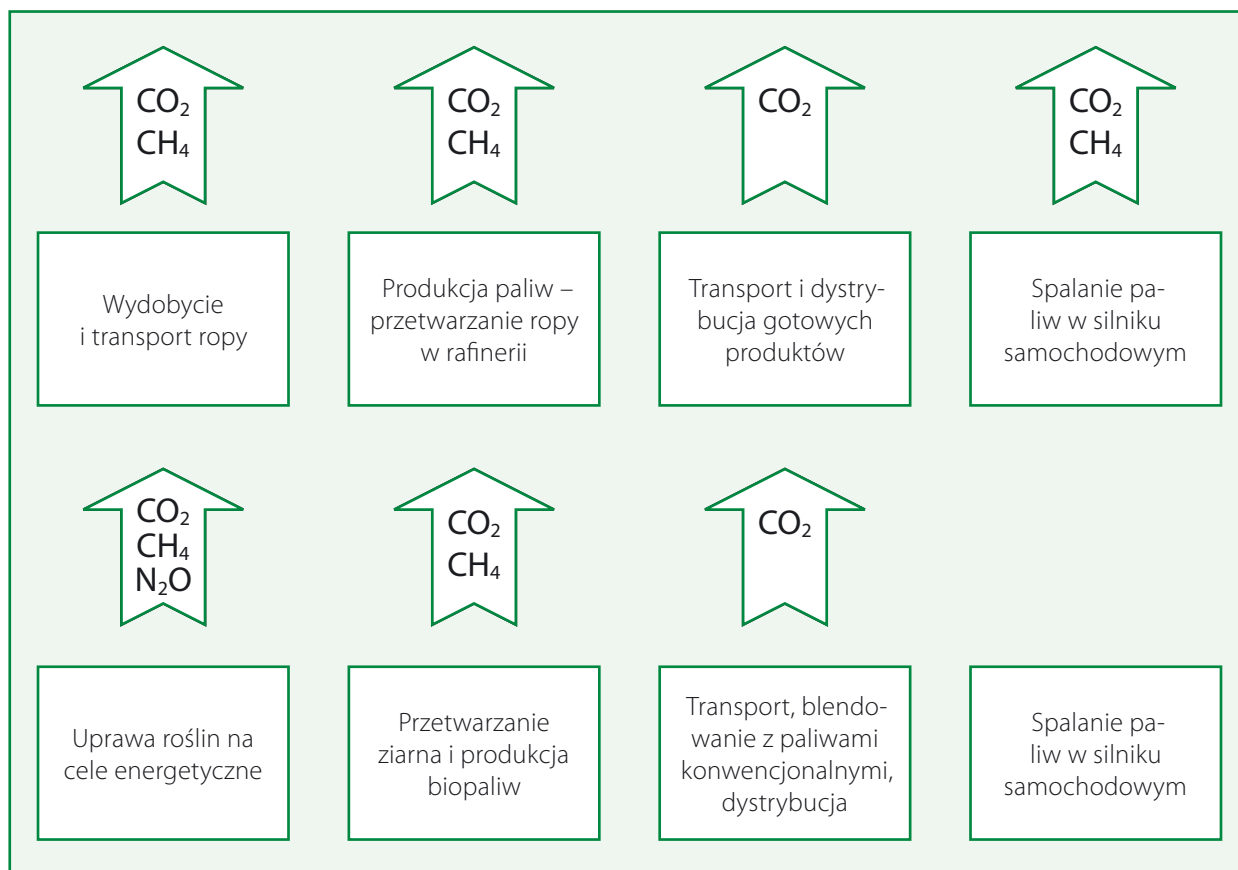 CO₂
CH₄
CO₂
CH₄
CO₂
CO₂
CH₄
Wydobycie
i transport ropy
Produkcja paliw –
przetwarzanie ropy
w rafinerii
Transport i dystry-
bucja gotowych
produktów
Spalanie pa-
liw w silniku
samochodowym
CO₂
CH₄
N₂O
CO₂
CH₄
CO₂
Uprawa roślin na
cele energetyczne
Przetwarzanie
ziarna i produkcja
biopaliw
Transport, blendo-
wanie z paliwami
konwencjonalnymi,
dystrybucja
Spalanie pa-
liw w silniku
samochodowym